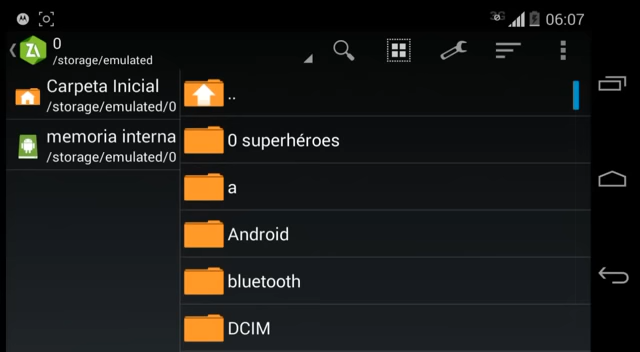 06:07
0
/storage/emulated
Carpeta Inicial
/storage/emulated/0
memoria interna
/storage/emulated/0
..
0 superhéroes
a
Android
bluetooth
DCIM